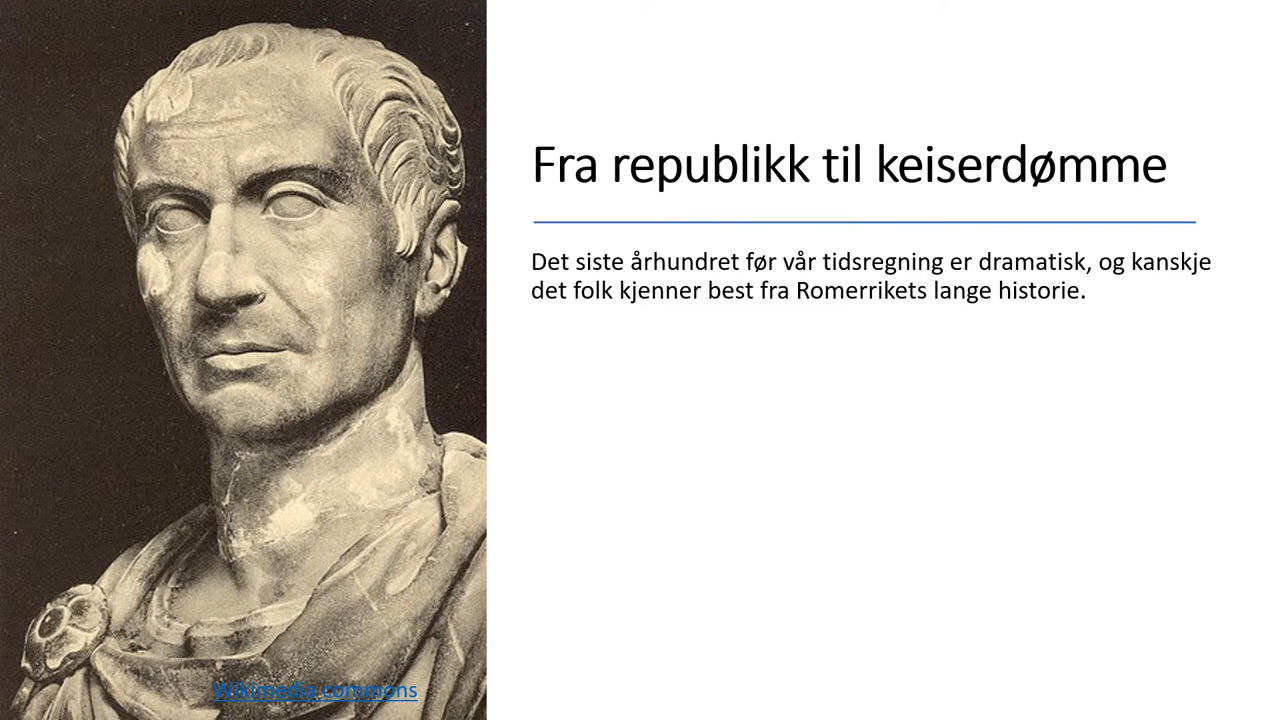 Fra republikk til keiserdømme
Det siste århundret før vår tidsregning er dramatisk, og kanskje
det folk kjenner best fra Romerrikets lange historie.
Wikimedia commons